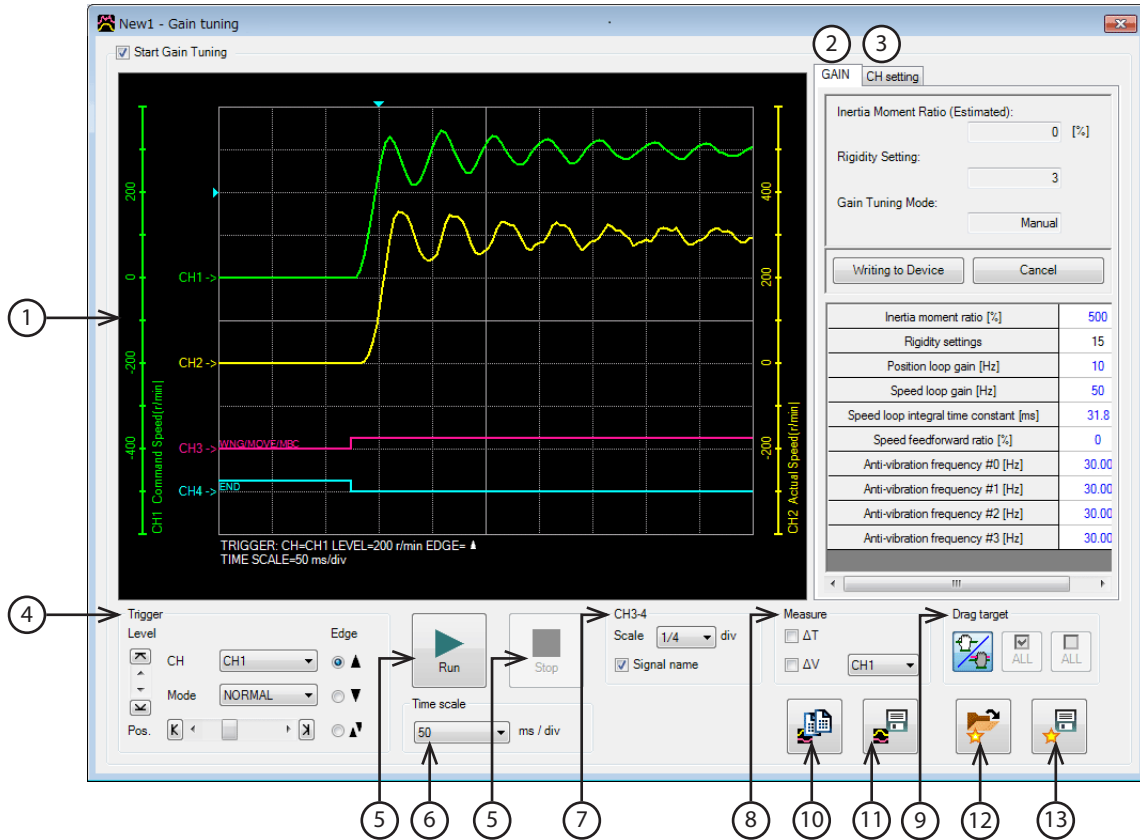 New1 - Gain tuning
Start Gain Tuning
2
3
GAIN
CH setting
Inertia Moment Ratio (Estimated):
0 [%]
Rigidity Setting:
3
Gain Tuning Mode:
Manual
Writing to Device
Cancel
Inertia moment ratio [%] 500
Rigidity settings 15
Position loop gain [Hz] 10
Speed loop gain [Hz] 50
Speed loop integral time constant [ms] 31.8
Speed feedforward ratio [%] 0
Anti-vibration frequency #0 [Hz] 30.00
Anti-vibration frequency #1 [Hz] 30.00
Anti-vibration frequency #2 [Hz] 30.00
Anti-vibration frequency #3 [Hz] 30.00
1
200
0
-200
-400
CH1 Command Speed[r/min]
CH1 ->
CH2 ->
CH3 ->
WNG/MOVE/MBC
CH4 ->
END
400
200
0
-200
CH2 Actual Speed[r/min]
TRIGGER: CH=CH1 LEVEL=200 r/min EDGE=
TIME SCALE=50 ms/div
4
Trigger
Level
Edge
CH
CH1
Mode
NORMAL
Pos.
Run
Stop
Time scale
50
ms / div
CH3-4
Scale
1/4
div
Signal name
Measure
ΔT
ΔV
CH1
Drag target
ALL
ALL
5
6
5
7
8
10
11
9
12
13